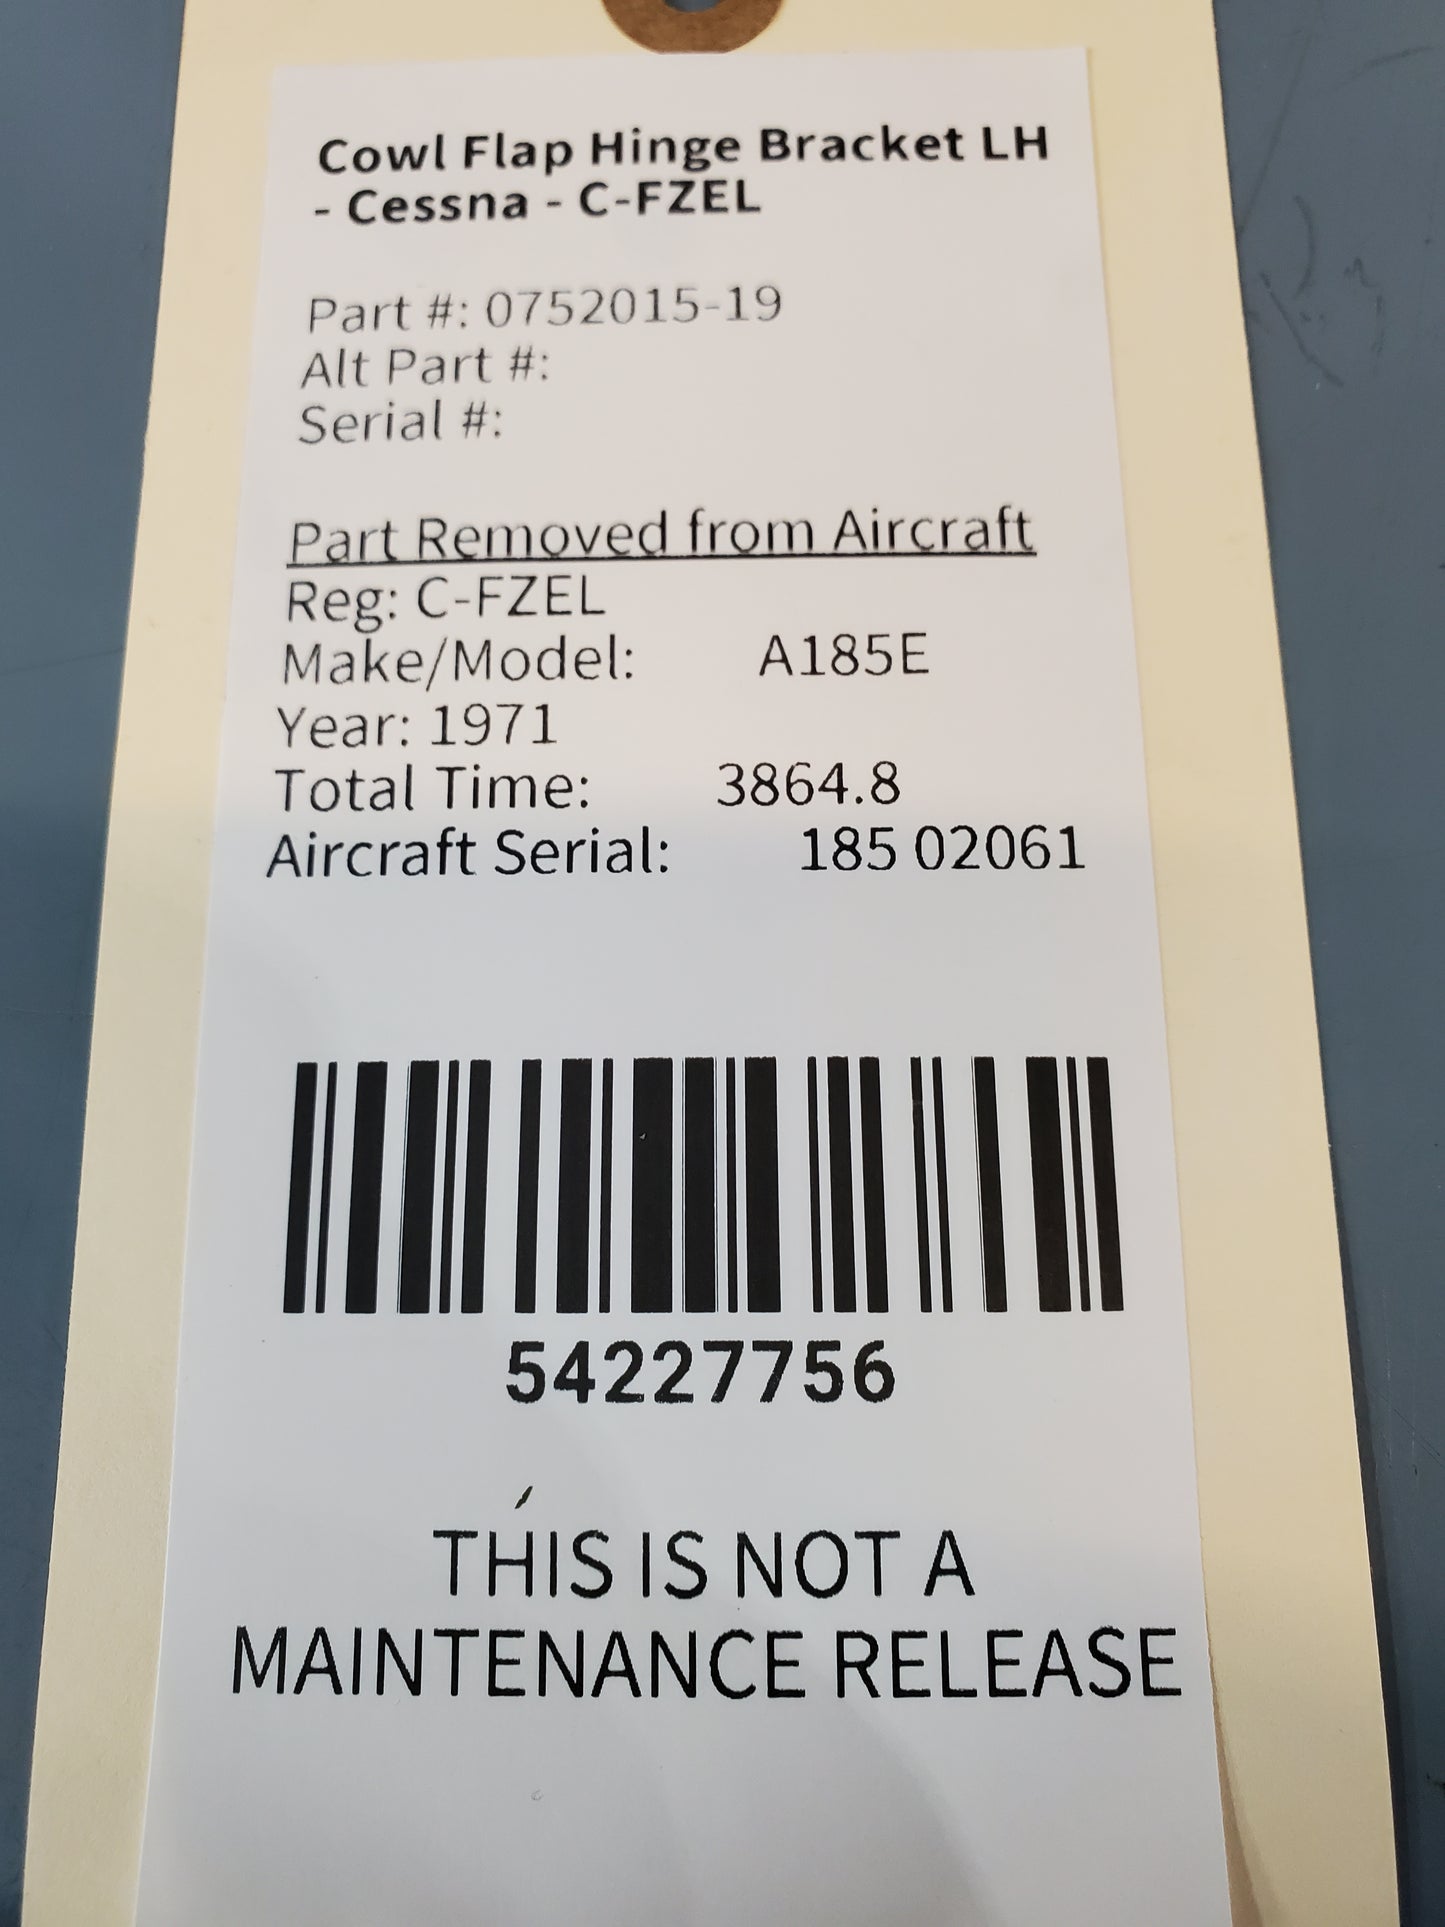 Cowl Flap Hinge Bracket LH
- Cessna - C-FZEL
Part #: 0752015-19
Alt Part #:
Serial #:
Part Removed from Aircraft
Reg: C-FZEL
Make/Model: A185E
Year: 1971
Total Time: 3864.8
Aircraft Serial: 185 02061
54227756
THIS IS NOT A
MAINTENANCE RELEASE